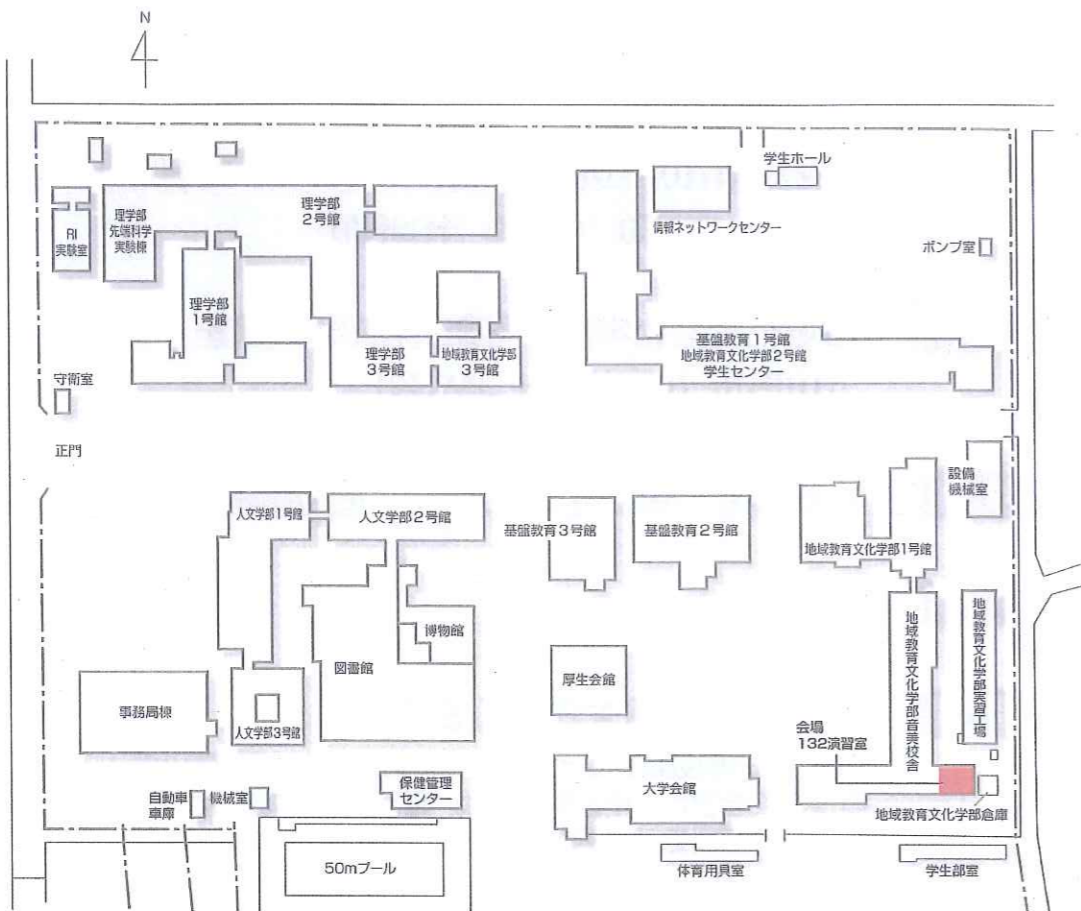 N
学生ホール
情報ネットワークセンター
ポンプ室
RI
実験室
理学部
先端科学
実験棟
理学部
2号館
理学部
1号館
理学部
3号館
地域教育文化学部
3号館
基盤教育1号館
地域教育文化学部2号館
学生センター
守衛室
正門
人文学部1号館
人文学部2号館
基盤教育3号館
基盤教育2号館
地域教育文化学部1号館
設備
機械室
博物館
図書館
厚生会館
地域教育文化学部音美校舎
地域教育文化学部実習工場
事務局棟
人文学部3号館
会場
132演習室
自動車
車庫
機械室
保健管理
センター
大学会館
地域教育文化学部倉庫
50mプール
体育用具室
学生部室